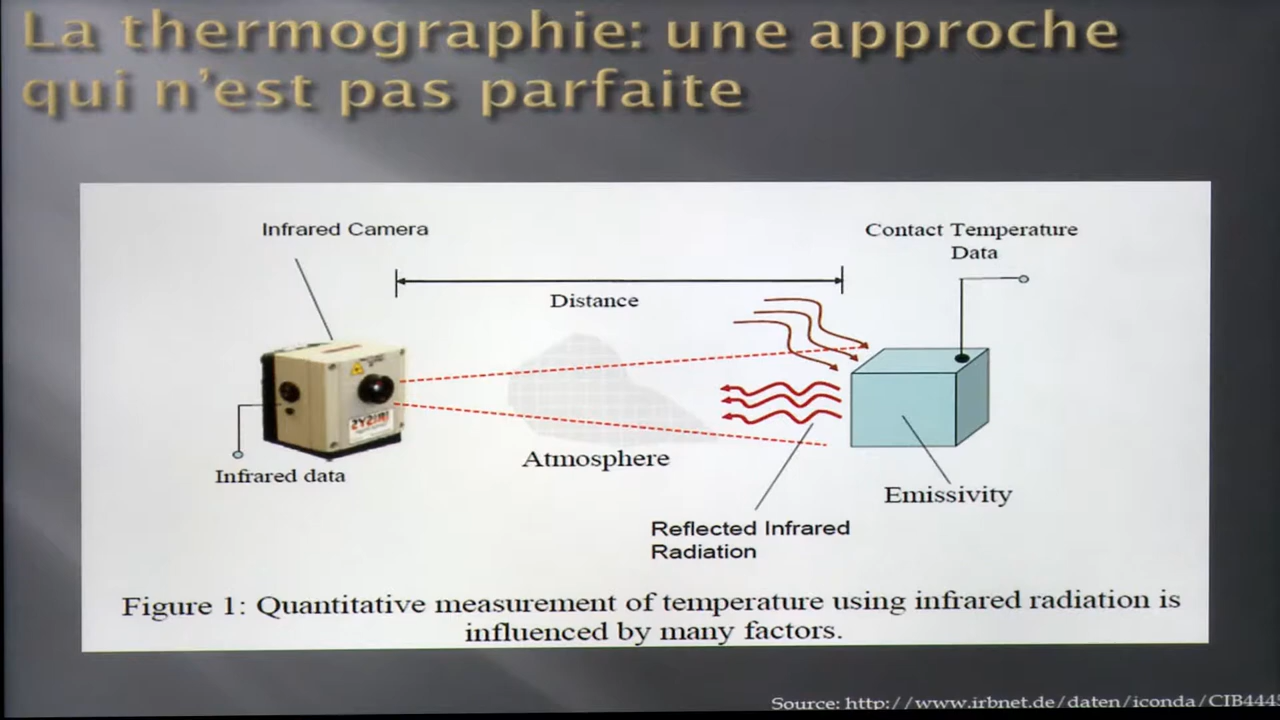 La thermographie: une approche
qui n'est pas parfaite
Infrared Camera
Contact Temperature
Data
Distance
Infrared data
Atmosphere
Emissivity
Reflected Infrared
Radiation
Figure 1: Quantitative measurement of temperature using infrared radiation is
influenced by many factors.
Source: http://www.irbnet.de/daten/iconda/CIB444